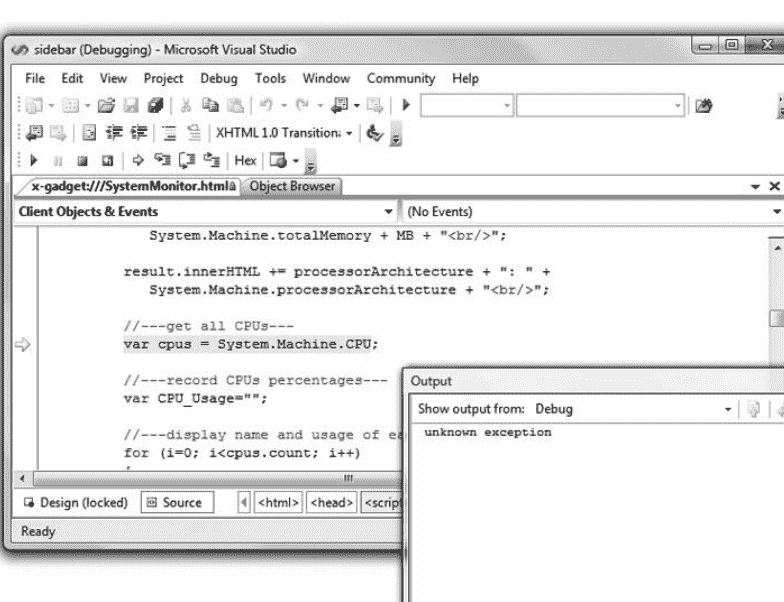 sidebar (Debugging) - Microsoft Visual Studio
File Edit View Project Debug Tools Window Community Help
XHTML 1.0 Transition:
Hex
x-gadget:///SystemMonitor.html Object Browser
Client Objects & Events (No Events)
System.Machine.totalMemory + MB + "<br/>";
result.innerHTML += processorArchitecture + ": " +
System.Machine.processorArchitecture + "<br/>";
//---get all CPUs---
var cpus = System.Machine.CPU;
//---record CPUs percentages---
var CPU_Usage="";
//---display name and usage of ea
for (i=0; i<cpus.count; i++)
Design (locked) Source <html> <head> <script
Ready
Output
Show output from: Debug
unknown exception